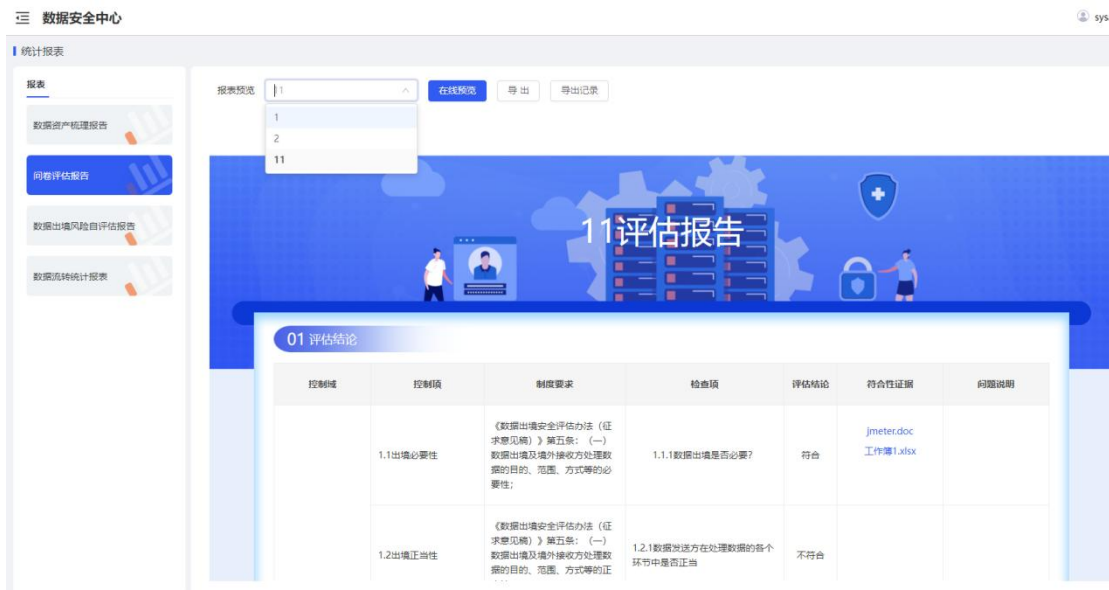 数据安全中心
sys
统计报表
报表
数据资产梳理报告
问卷评估报告
数据出境风险自评估报告
数据流转统计报表
报表预览
11
在线预览
导出
导出记录
1
2
11
11评估报告
01 评估结论
控制域
控制项
制度要求
检查项
评估结论
符合性证据
问题说明
1.1出境必要性
《数据出境安全评估办法（征
求意见稿）》第五条：（一）
数据出境及境外接收方处理数
据的目的、范围、方式等的必
要性；
1.1.1数据出境是否必要？
符合
jmeter.doc
工作簿1.xlsx
1.2出境正当性
《数据出境安全评估办法（征
求意见稿）》第五条：（一）
数据出境及境外接收方处理数
据的目的、范围、方式等的正
1.2.1数据发送方在处理数据的各个
环节中是否正当
不符合